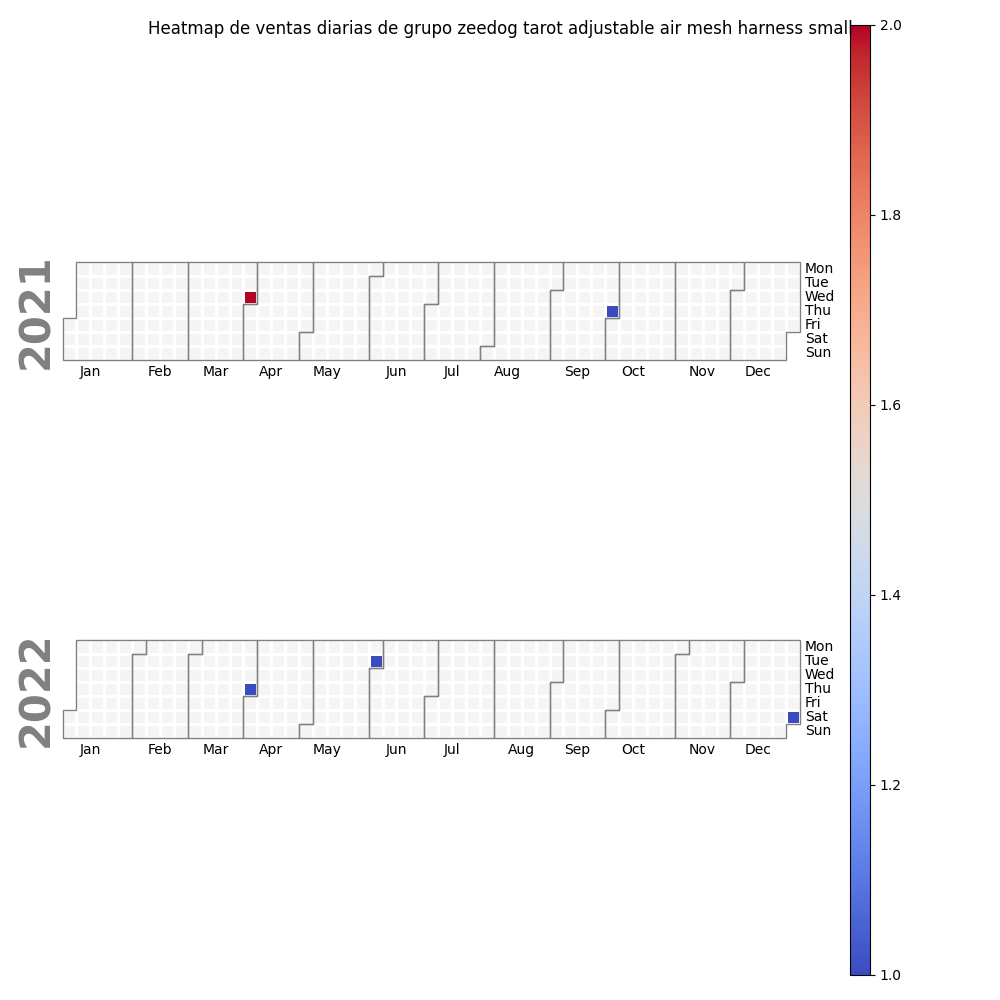 Heatmap de ventas diarias de grupo zeedog tarot adjustable air mesh harness small
2.0
1.8
1.6
1.4
1.2
1.0
2021
Mon
Tue
Wed
Thu
Fri
Sat
Sun
Jan Feb Mar Apr May Jun Jul Aug Sep Oct Nov Dec
2022
Mon
Tue
Wed
Thu
Fri
Sat
Sun
Jan Feb Mar Apr May Jun Jul Aug Sep Oct Nov Dec